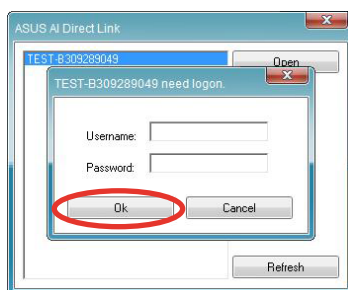 ASUS AI Direct Link
TEST-B309289049
Open
TEST-B309289049 need logon.
Username:
Password:
Ok
Cancel
Refresh